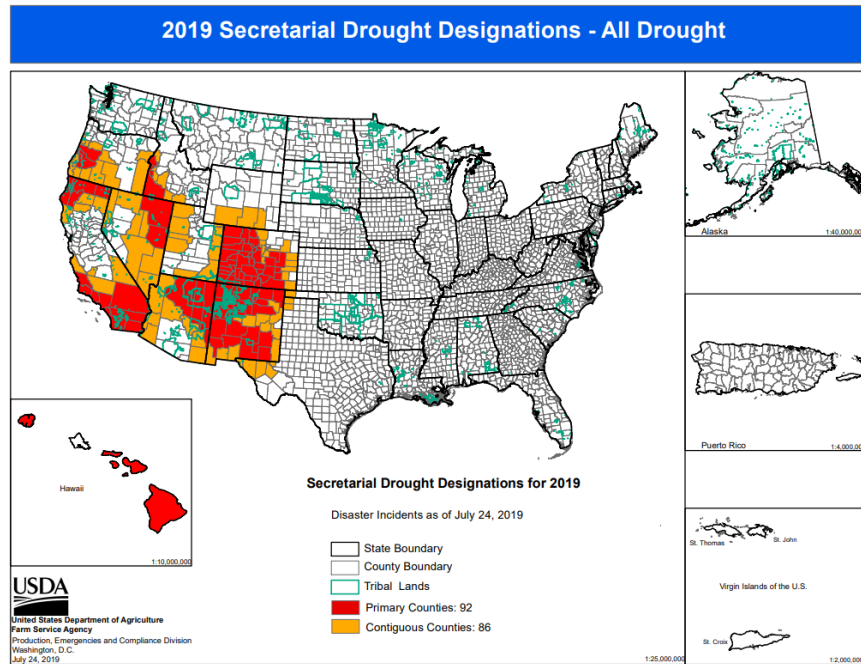 2019 Secretarial Drought Designations - All Drought
Alaska
1:40,000,000
Puerto Rico
1:4,000,000
Hawaii
1:10,000,000
Secretarial Drought Designations for 2019
Disaster Incidents as of July 24, 2019
State Boundary
County Boundary
Tribal Lands
Primary Counties: 92
Contiguous Counties: 86
St. Thomas
St. John
Virgin Islands of the U.S.
St. Croix
1:2,000,000
1:25,000,000
USDA
United States Department of Agriculture
Farm Service Agency
Production, Emergencies and Compliance Division
Washington, D.C.
July 24, 2019